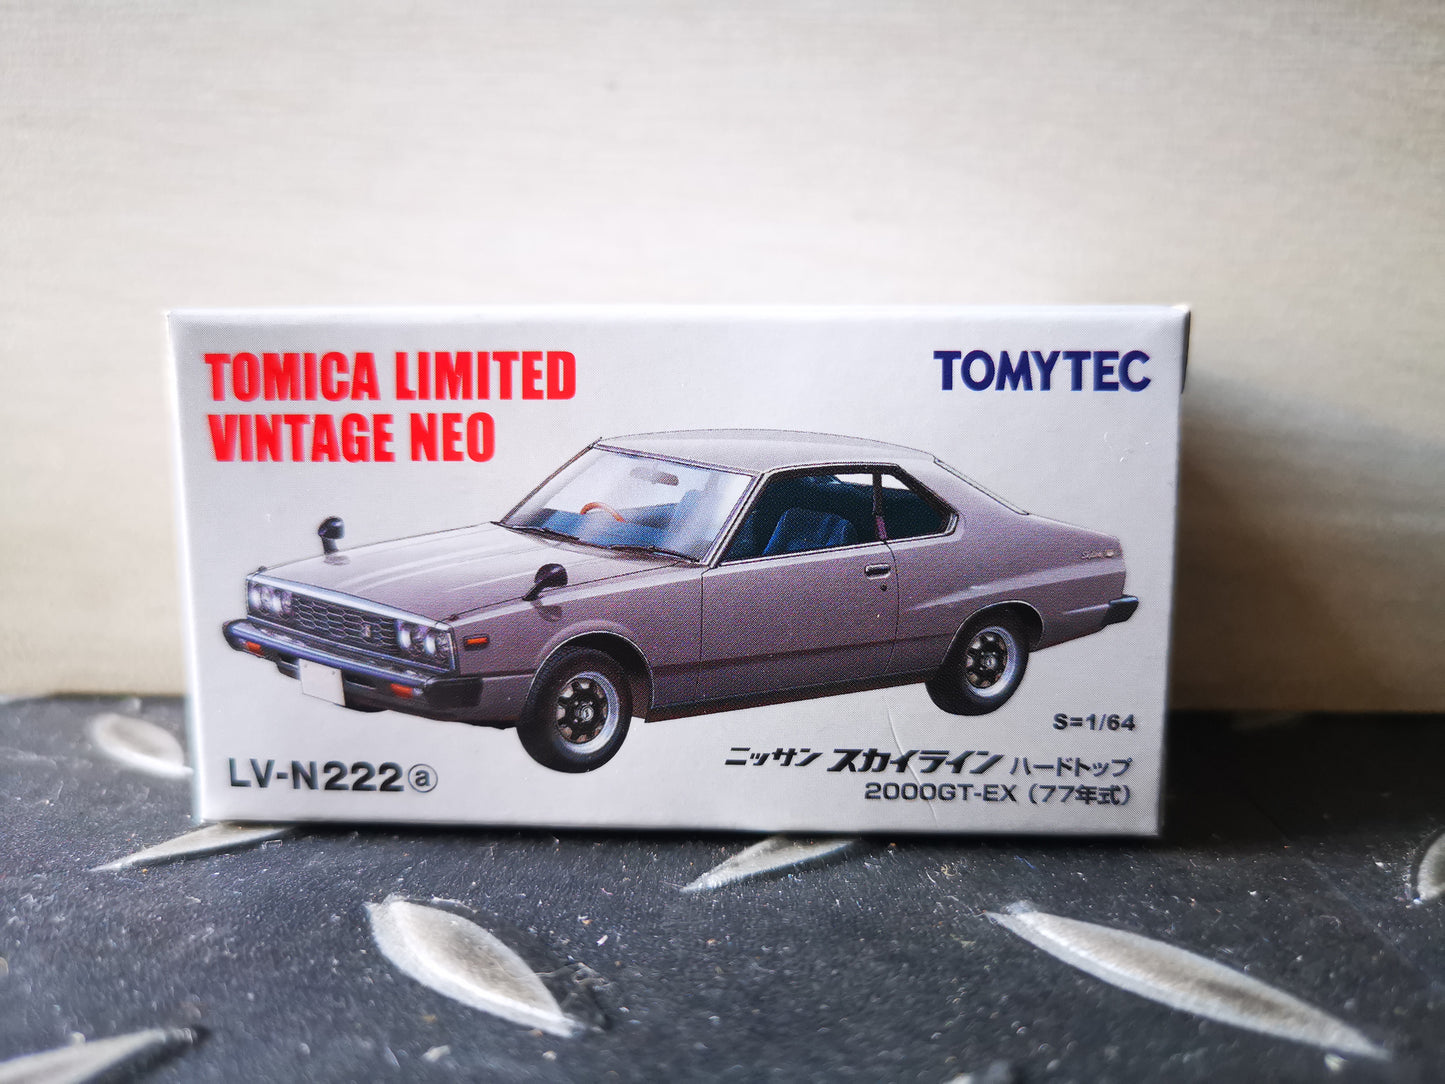 TOMICA LIMITED
VINTAGE NEO
TOMYTEC
S=1/64
LV-N222ⓐ
ニッサン スカイライン ハードトップ
2000GT-EX（77年式）